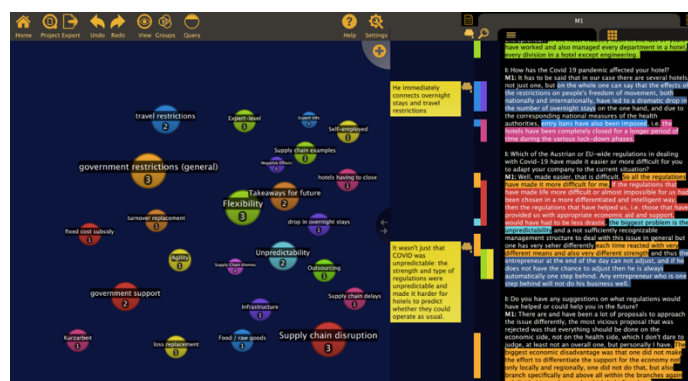 Home Project Export Undo Redo View Groups Query Help Settings
M1
travel restrictions
2
Expert-level
1
Expert info
Self-employed
1
Supply chain examples
2
Negative Effects
government restrictions (general)
3
hotels having to close
1
Takeaways for future
2
Flexibility
3
turnover replacement
1
drop in overnight stays
1
fixed cost subsidy
1
Unpredictability
2
Agility
1
Supply Chain themes
Outsourcing
1
government support
2
Supply chain delays
1
Infrastructure
1
Kurzarbeit
1
loss replacement
1
Food / raw goods
1
Supply chain disruption
3
He immediately
connects overnight
stays and travel
restrictions
It wasn't just that
COVID was
unpredictable: the
strength and type of
regulations were
unpredictable and
made it harder for
hotels to predict
whether they could
operate as usual.
have worked and also managed every department in a hotel,
every division in a hotel except engineering.
I: How has the Covid 19 pandemic affected your hotel?
M1: It has to be said that in our case there are several hotels,
not just one, but on the whole one can say that the effects of
the restrictions on people's freedom of movement, both
nationally and internationally, have led to a dramatic drop in
the number of overnight stays on the one hand, and due to
the corresponding national measures of the health
authorities, entry bans have also been imposed, i.e. the
hotels have been completely closed for a longer period of
time during the various lock-down phases.
I: Which of the Austrian or EU-wide regulations in dealing
with COVID-19 have made it easier or more difficult for you
to adapt your company to the current situation?
M1: Well, made easier, that is difficult. So all the regulations
have made it more difficult for me. If the regulations that
have made life more difficult or almost impossible for us had
been chosen in a more differentiated and intelligent way,
then the regulations that have helped us, i.e. those that have
provided us with appropriate economic aid and support,
would have had to be less drastic. the biggest problem is the
unpredictability and a not sufficiently recognizable
management structure to deal with this issue in general but
one has very seher differently each time reacted with very
different means and also very different strength and thus the
entrepreneur at the end of the day can not adjust, and if he
does not have the chance to adjust then he is always
automatically one step behind. Any entrepreneur who is one
step behind will not do his business well.
I: Do you have any suggestions on what regulations would
have helped or could help you in the future?
M1: There are and have been a lot of proposals to approach
the issue differently, the most vicious proposal that was
rejected was that everything should be done on the
economic side, not on the health side, which I don't dare to
judge, at least not an overall one, but personally I have. The
biggest economic disadvantage was that one did not make
the effort to differentiate the support for the economy not
only locally and regionally, one did not do that, but also
branch specifically and above all within the branches again